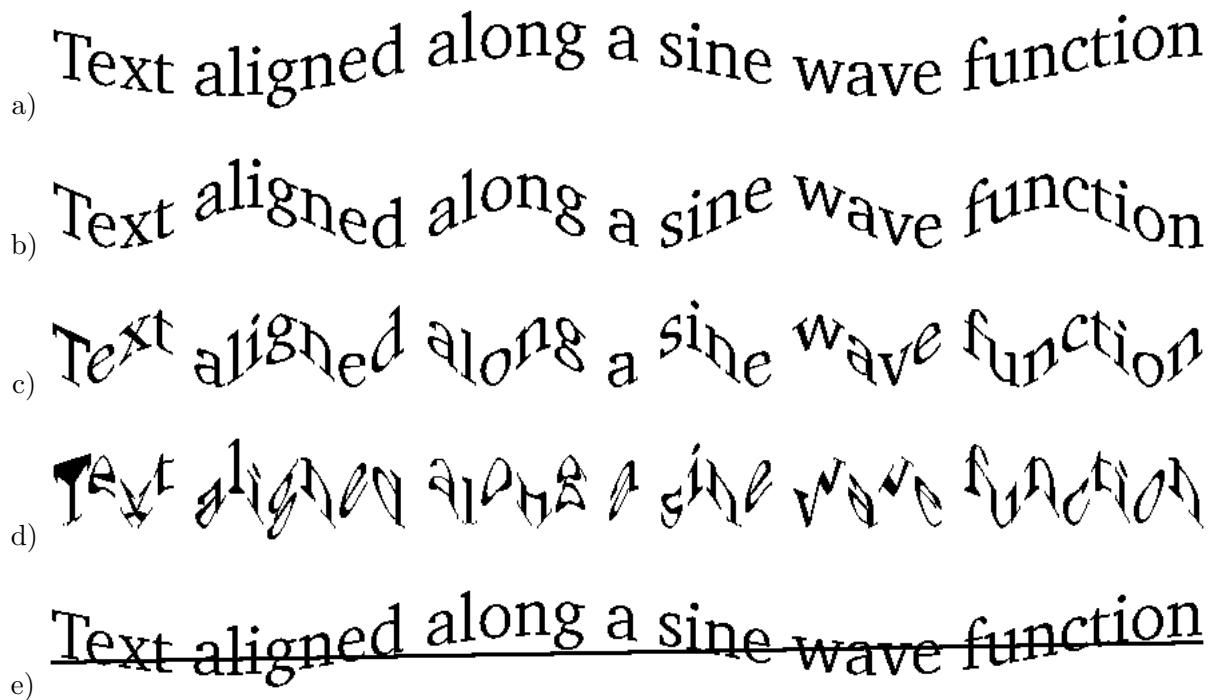 a) Text aligned along a sine wave function
b) Text aligned along a sine wave function
c) Text aligned along a sine wave function
d) Text aligned along a sine wave function
e) Text aligned along a sine wave function